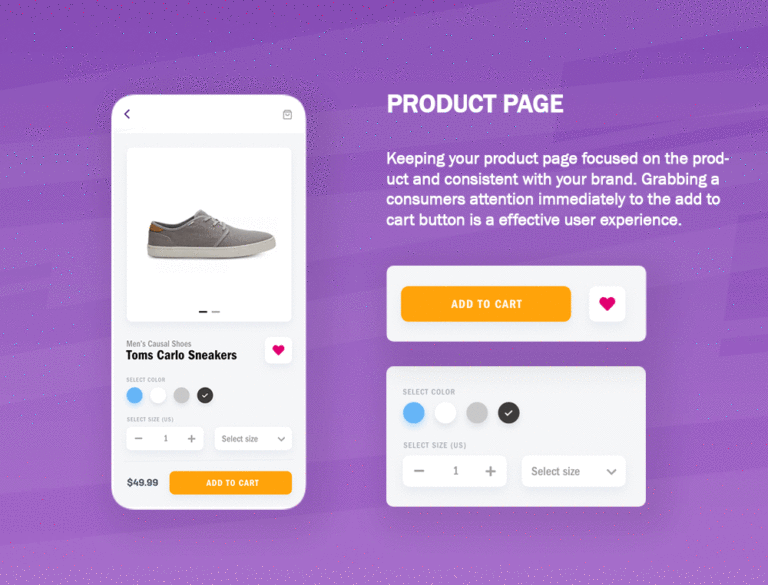 PRODUCT PAGE
Keeping your product page focused on the prod-
uct and consistent with your brand. Grabbing a
consumers attention immediately to the add to
cart button is a effective user experience.
Men's Causal Shoes
Toms Carlo Sneakers
SELECT COLOR
SELECT SIZE (US)
− 1 + Select size
$49.99 ADD TO CART
ADD TO CART
SELECT COLOR
SELECT SIZE (US)
− 1 + Select size